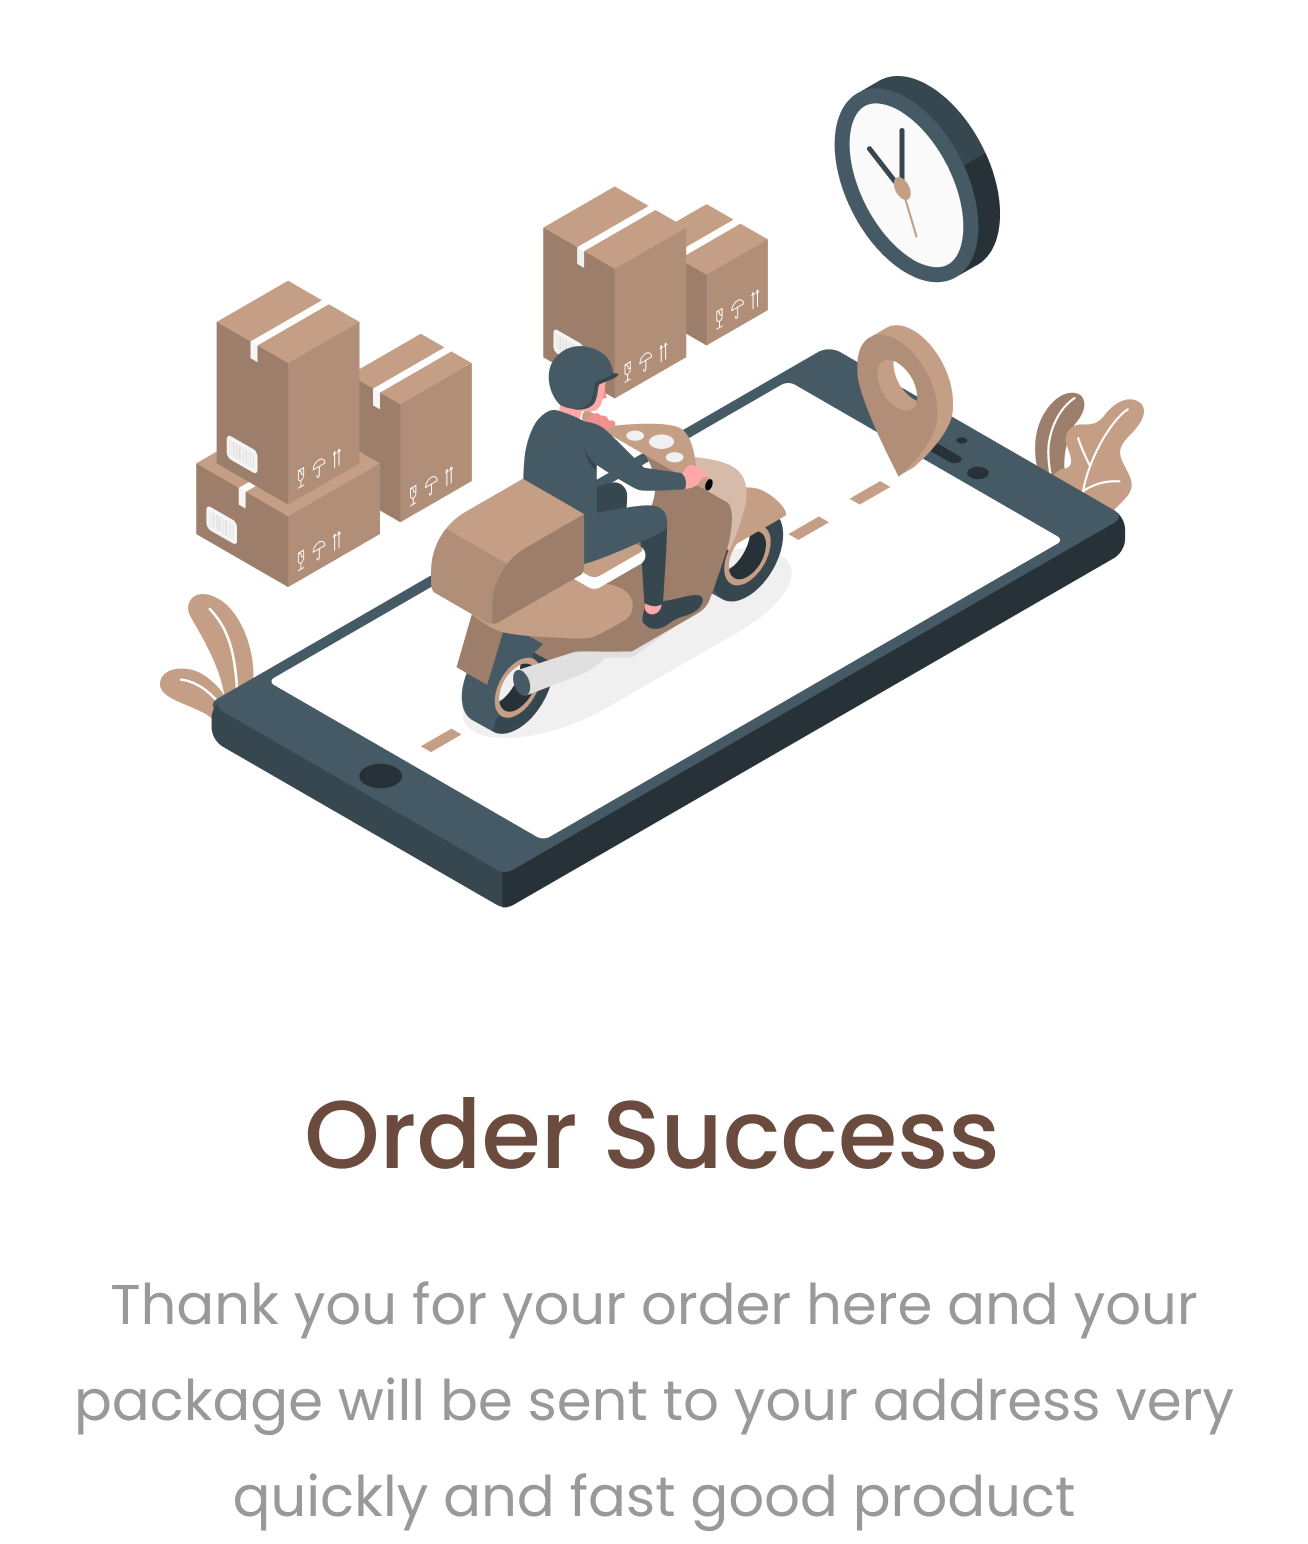 Order Success
Thank you for your order here and your
package will be sent to your address very
quickly and fast good product